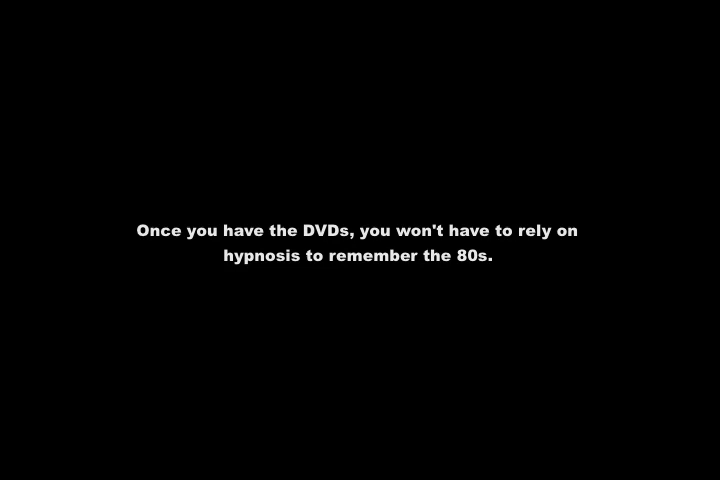 Once you have the DVDs, you won't have to rely on
hypnosis to remember the 80s.